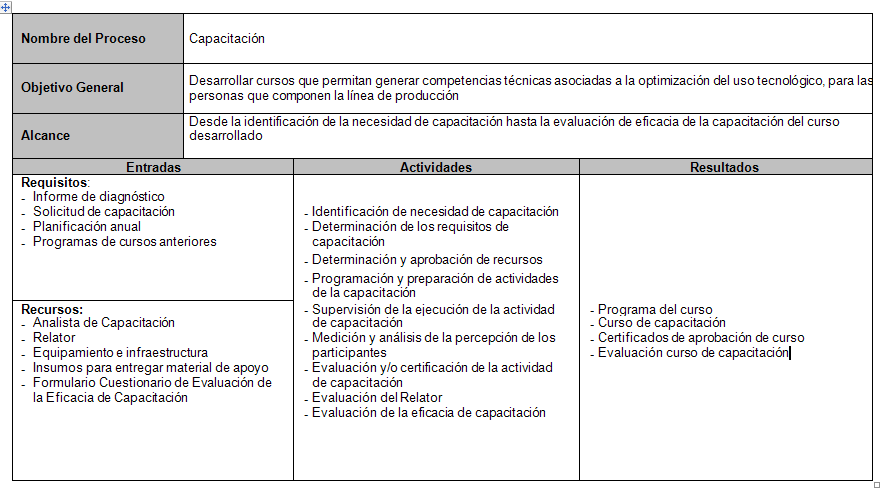 Nombre del Proceso
Capacitación
Objetivo General
Desarrollar cursos que permitan generar competencias técnicas asociadas a la optimización del uso tecnológico, para las
personas que componen la línea de producción
Alcance
Desde la identificación de la necesidad de capacitación hasta la evaluación de eficacia de la capacitación del curso
desarrollado
Entradas
Actividades
Resultados
Requisitos:
- Informe de diagnóstico
- Solicitud de capacitación
- Planificación anual
- Programas de cursos anteriores
Recursos:
- Analista de Capacitación
- Relator
- Equipamiento e infraestructura
- Insumos para entregar material de apoyo
- Formulario Cuestionario de Evaluación de
la Eficacia de Capacitación
- Identificación de necesidad de capacitación
- Determinación de los requisitos de
capacitación
- Determinación y aprobación de recursos
- Programación y preparación de actividades
de la capacitación
- Supervisión de la ejecución de la actividad
de capacitación
- Medición y análisis de la percepción de los
participantes
- Evaluación y/o certificación de la actividad
de capacitación
- Evaluación del Relator
- Evaluación de la eficacia de capacitación
- Programa del curso
- Curso de capacitación
- Certificados de aprobación de curso
- Evaluación curso de capacitación